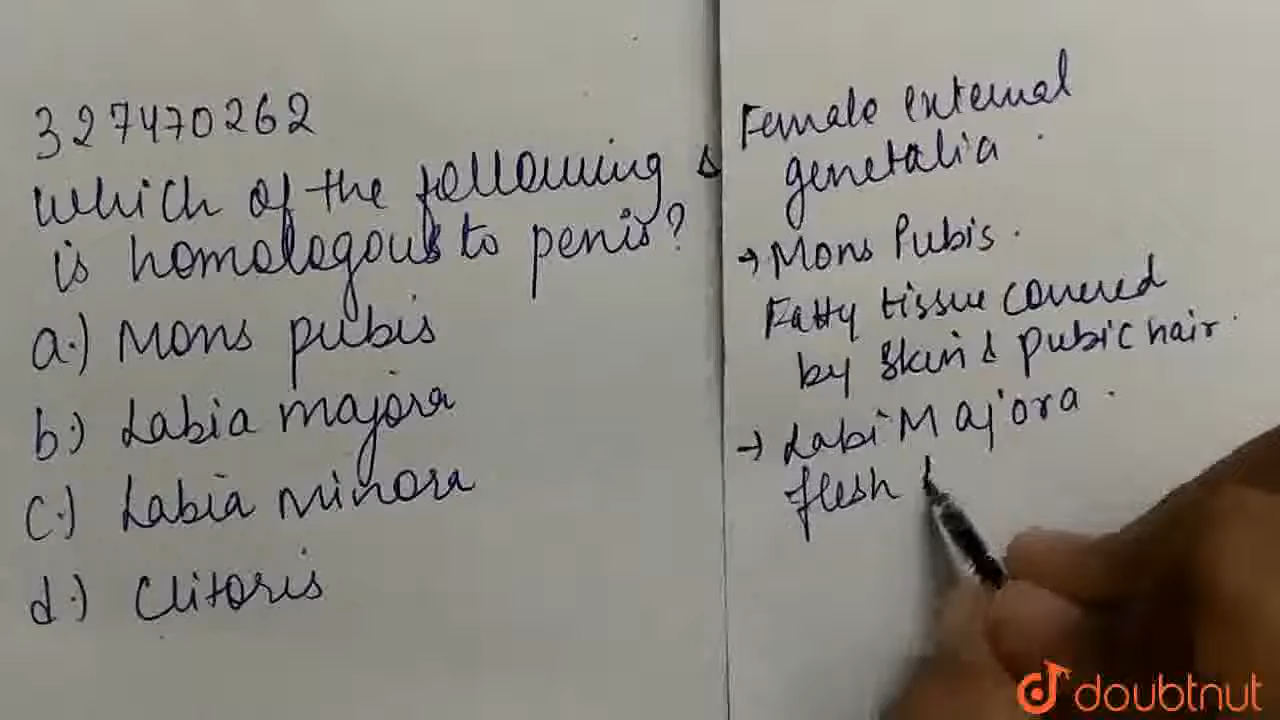 327470262
Which of the following
is homologous to penis?
a.) Mons pubis
b.) Labia majora
c.) Labia minora
d.) Clitoris
Female external
genetalia.
→ Mons Pubis.
Fatty tissue covered
by skin & pubic hair.
→ Labi Majora.
flesh
doubtnut